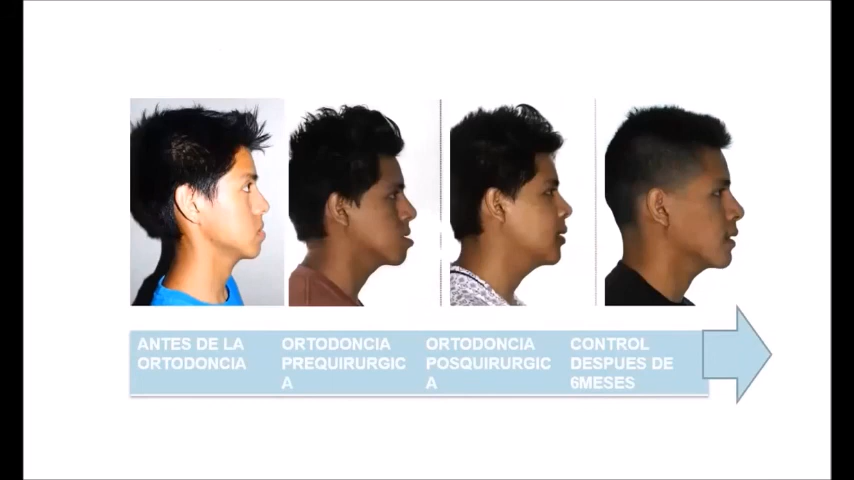 ANTES DE LA
ORTODONCIA
ORTODONCIA
PREQUIRURGIC
A
ORTODONCIA
POSQUIRURGIC
A
CONTROL
DESPUES DE
6MESES